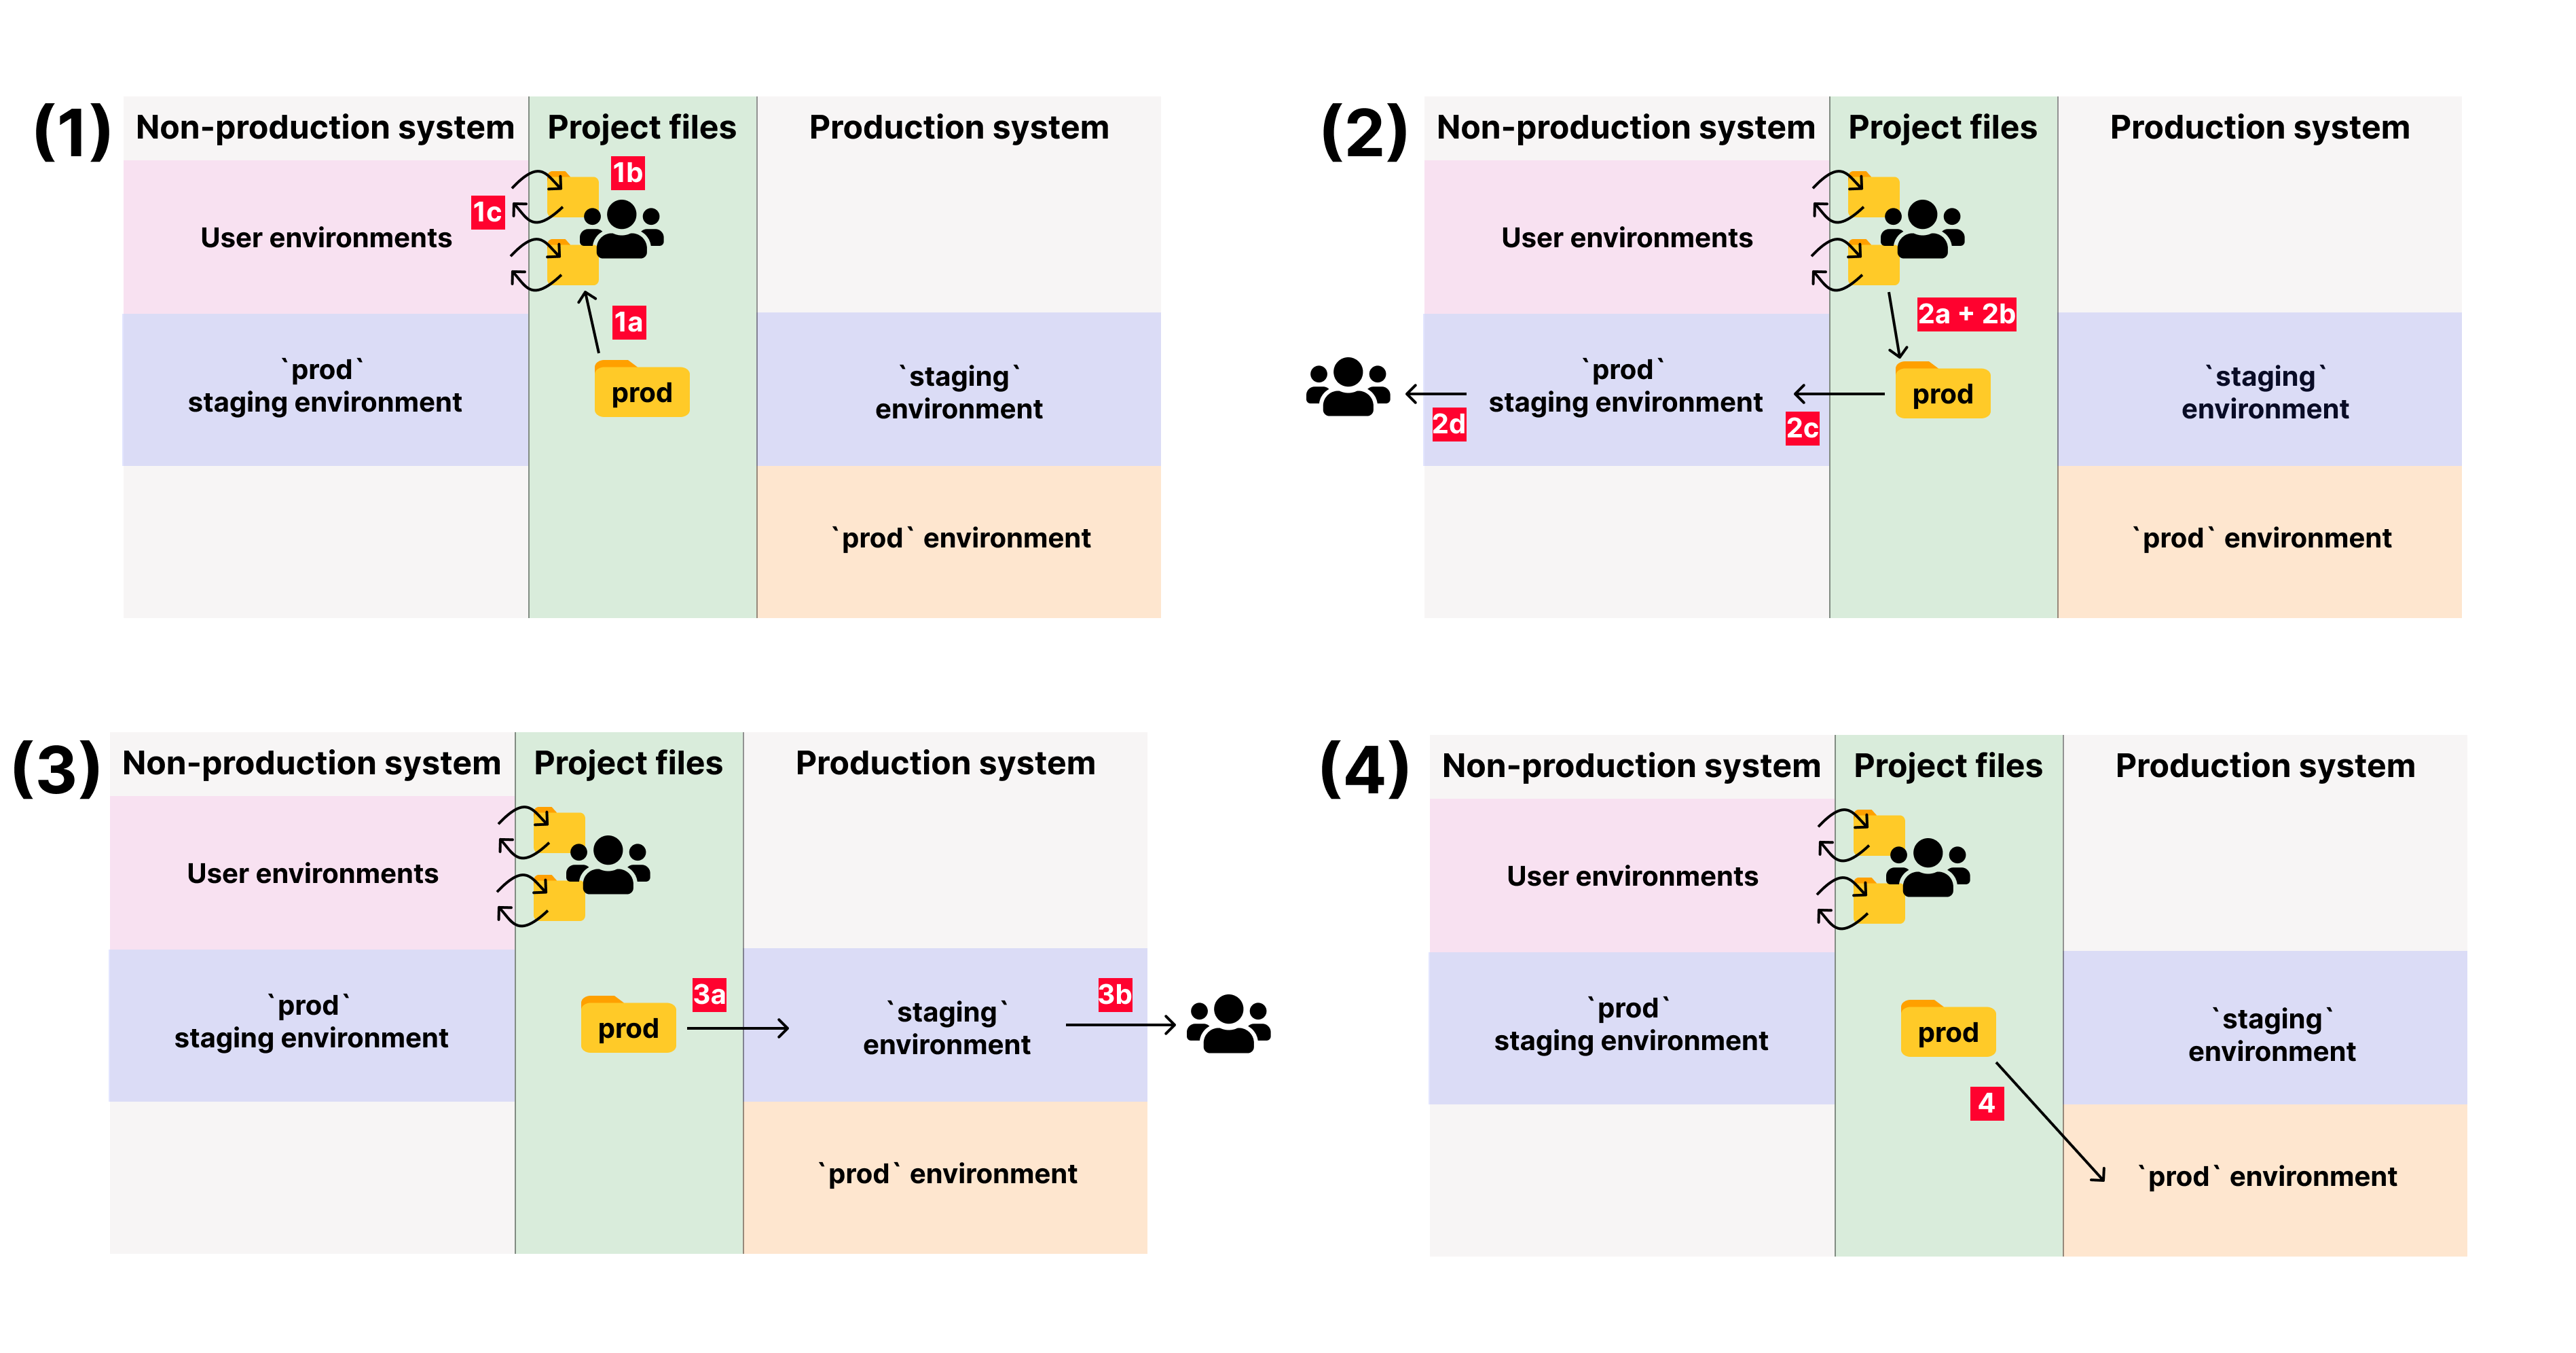 (1)
Non-production system
Project files
Production system
1b
1c
User environments
1a
`prod`
staging environment
prod
`staging`
environment
`prod` environment
(2)
Non-production system
Project files
Production system
User environments
2a + 2b
`prod`
staging environment
2d
2c
prod
`staging`
environment
`prod` environment
(3)
Non-production system
Project files
Production system
User environments
`prod`
staging environment
prod
3a
`staging`
environment
3b
`prod` environment
(4)
Non-production system
Project files
Production system
User environments
`prod`
staging environment
prod
`staging`
environment
4
`prod` environment